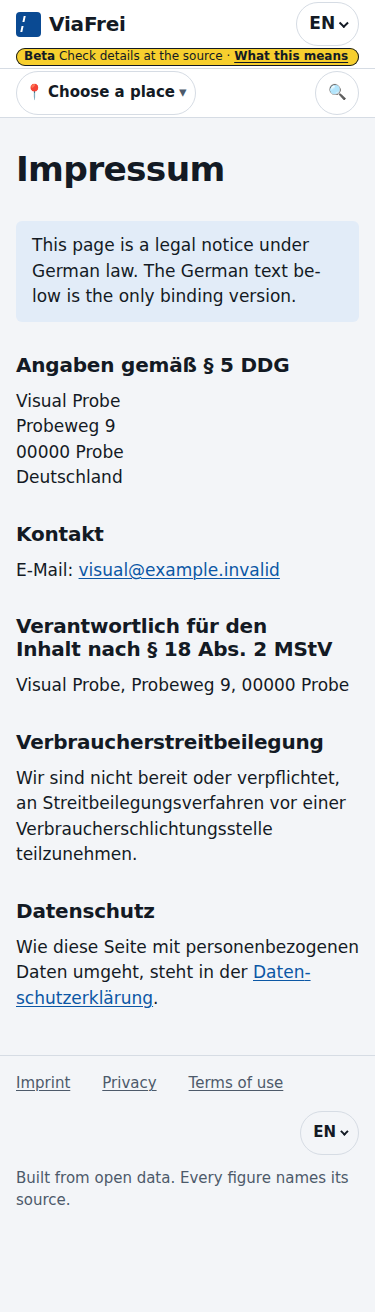 ViaFrei
EN
Beta Check details at the source · What this means
📍 Choose a place ▾
🔍
Impressum
This page is a legal notice under
German law. The German text be-
low is the only binding version.
Angaben gemäß § 5 DDG
Visual Probe
Probeweg 9
00000 Probe
Deutschland
Kontakt
E-Mail: visual@example.invalid
Verantwortlich für den
Inhalt nach § 18 Abs. 2 MStV
Visual Probe, Probeweg 9, 00000 Probe
Verbraucherstreitbeilegung
Wir sind nicht bereit oder verpflichtet,
an Streitbeilegungsverfahren vor einer
Verbraucherschlichtungsstelle
teilzunehmen.
Datenschutz
Wie diese Seite mit personenbezogenen
Daten umgeht, steht in der Daten-
schutzerklärung.
Imprint Privacy Terms of use
EN
Built from open data. Every figure names its
source.